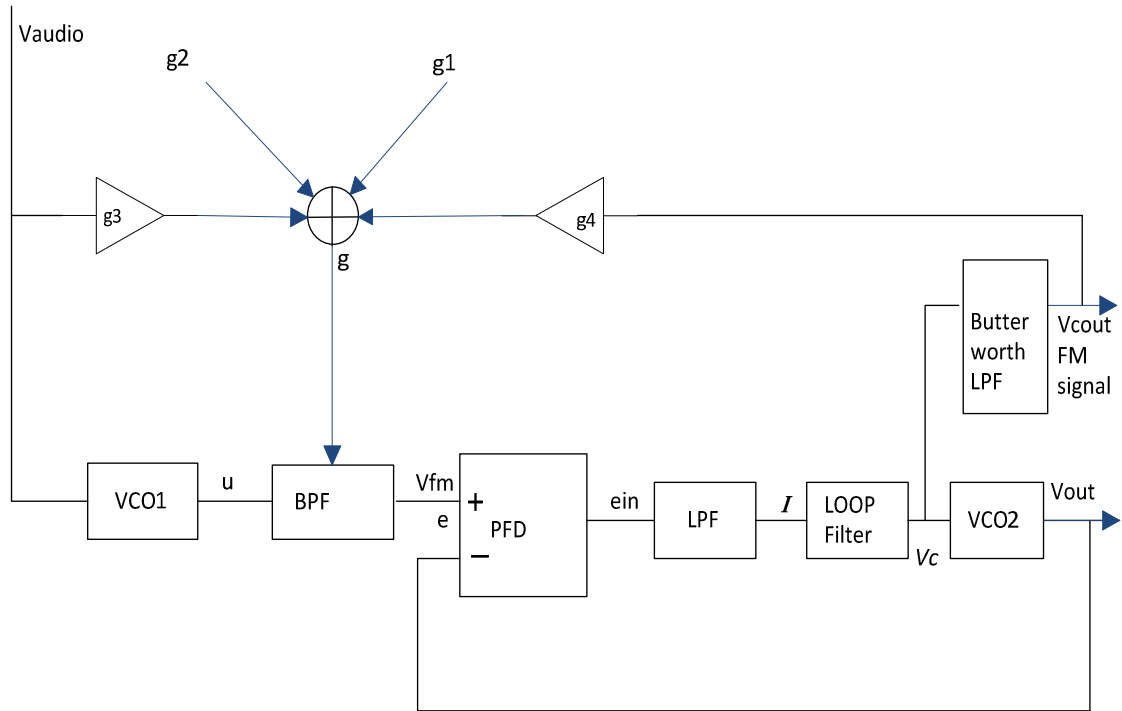 Vaudio
g2
g1
g3
g4
g
Butter
worth
LPF
Vcout
FM
signal
VCO1
u
BPF
Vfm
e
+
−
PFD
ein
LPF
I
LOOP
Filter
Vc
VCO2
Vout